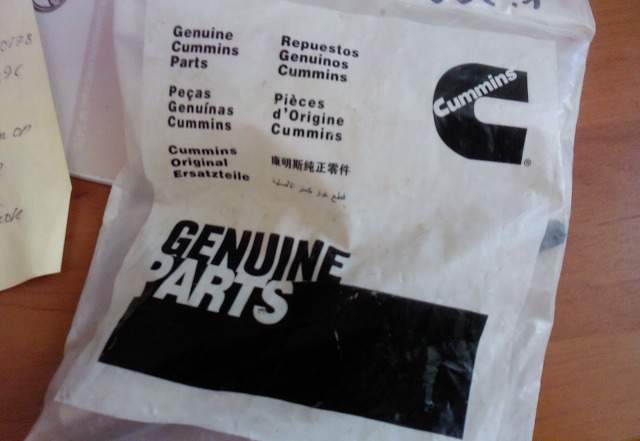 Genuine
Cummins
Parts
Repuestos
Genuinos
Cummins
Peças
Genuínas
Cummins
Pièces
d'Origine
Cummins
Cummins
Original
Ersatzteile
康明斯純正零件
Cummins
®
GENUINE
PARTS